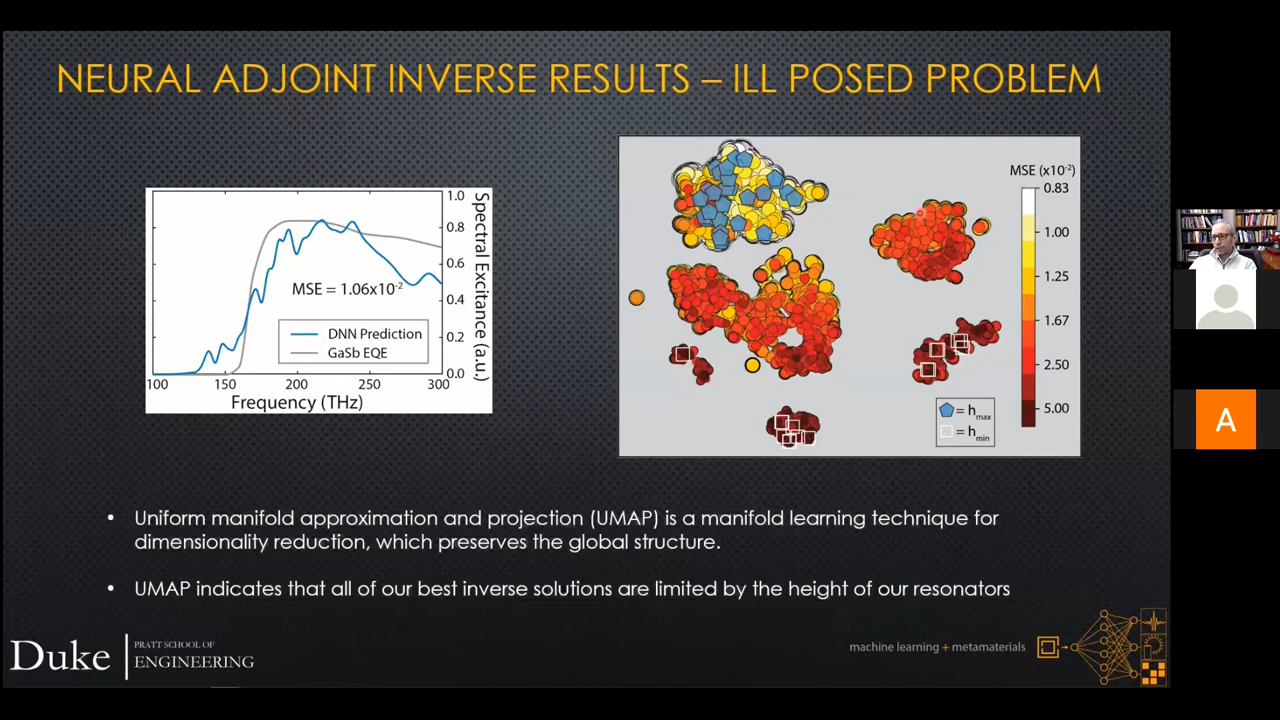 NEURAL ADJOINT INVERSE RESULTS – ILL POSED PROBLEM
1.0
0.8
0.6
0.4
0.2
0.0
Spectral Excitance (a.u.)
MSE = 1.06x10-2
DNN Prediction
GaSb EQE
100 150 200 250 300
Frequency (THz)
MSE (x10-2)
0.83
1.00
1.25
1.67
2.50
5.00
= hmax
= hmin
A
• Uniform manifold approximation and projection (UMAP) is a manifold learning technique for
dimensionality reduction, which preserves the global structure.
• UMAP indicates that all of our best inverse solutions are limited by the height of our resonators
Duke
PRATT SCHOOL OF
ENGINEERING
machine learning + metamaterials